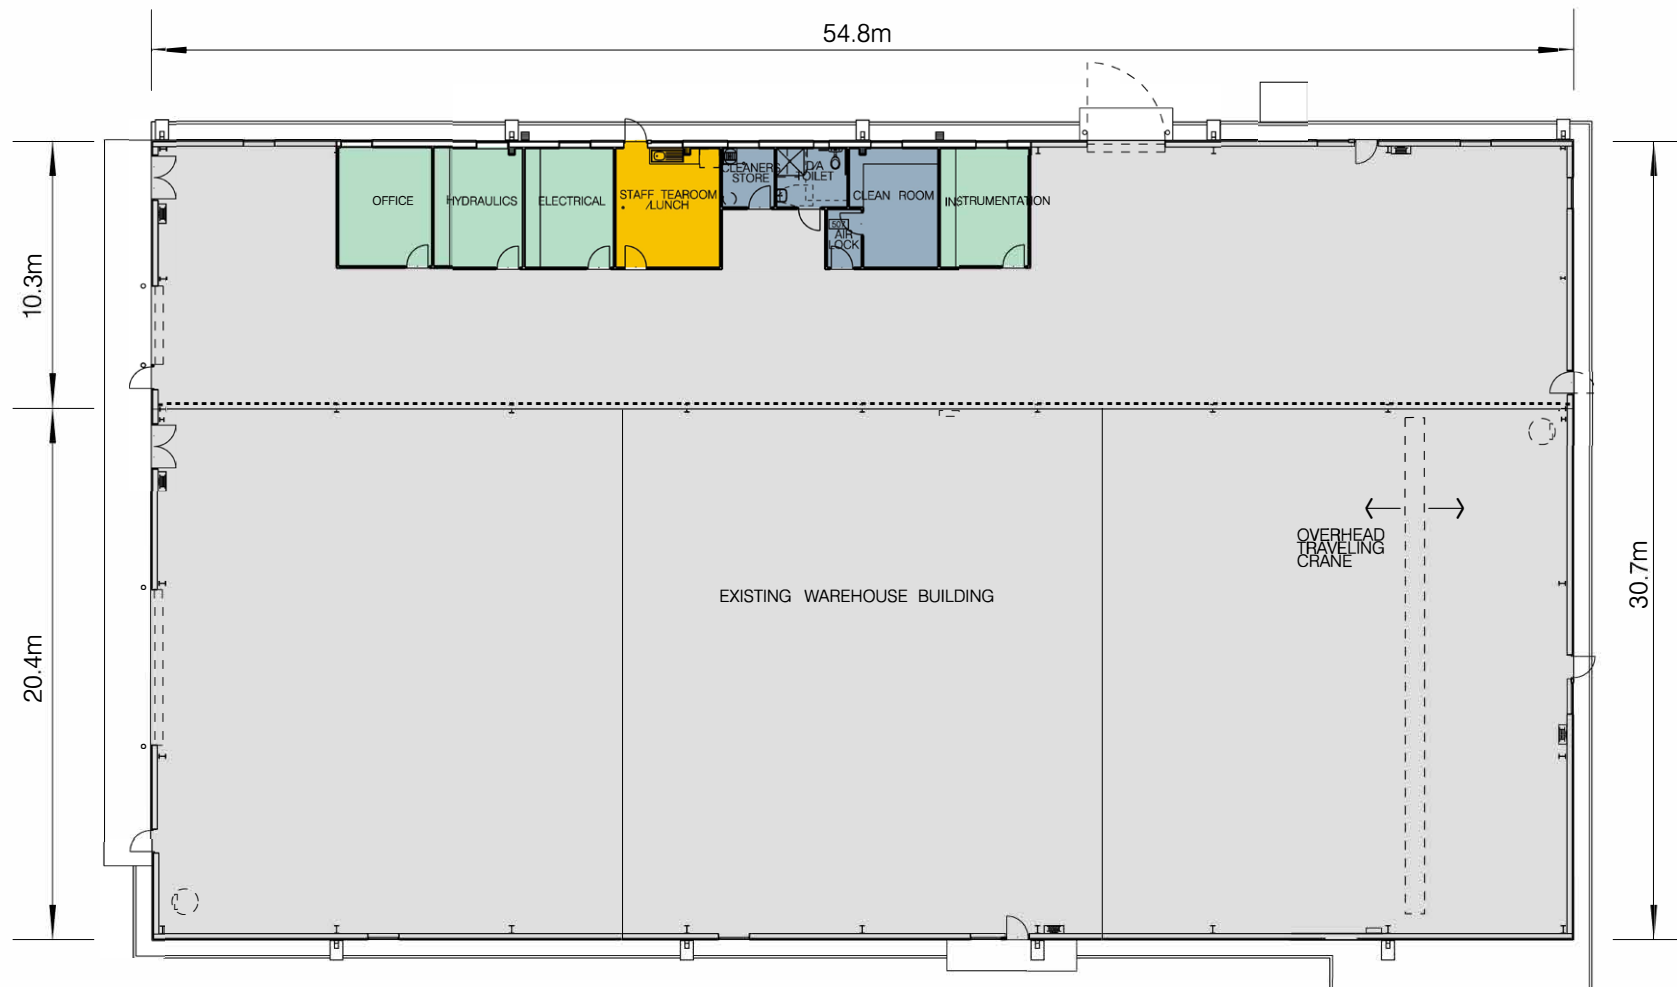 54.8m
OFFICE
HYDRAULICS
ELECTRICAL
STAFF TEAROOM
/LUNCH
CLEANERS
STORE
D/A
TOILET
CLEAN ROOM
INSTRUMENTATION
AIR
LOCK
10.3m
OVERHEAD
TRAVELING
CRANE
EXISTING WAREHOUSE BUILDING
30.7m
20.4m